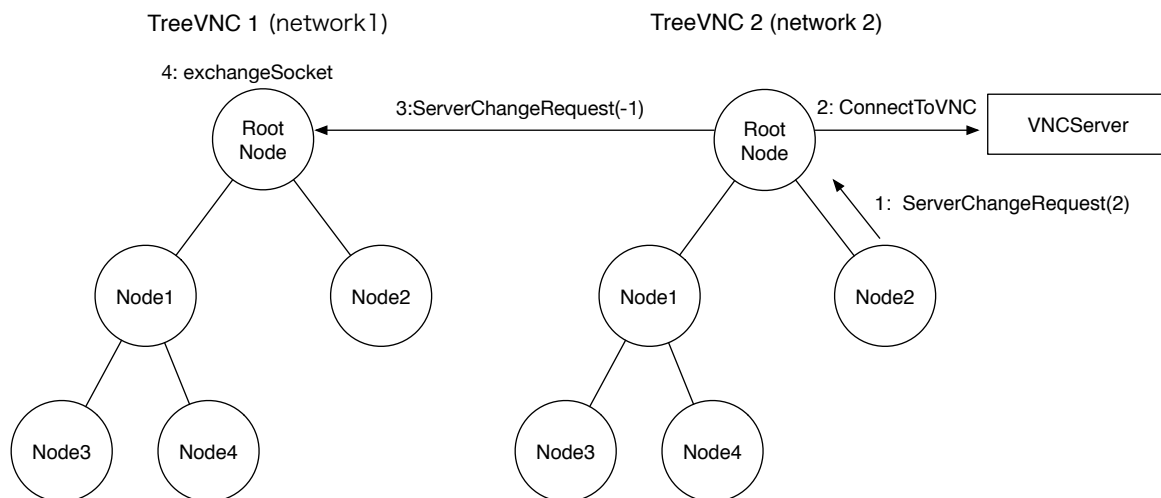 TreeVNC 1 (network1)
TreeVNC 2 (network 2)
4: exchangeSocket
3:ServerChangeRequest(-1)
2: ConnectToVNC
Root
Node
Root
Node
VNCServer
1: ServerChangeRequest(2)
Node1
Node2
Node1
Node2
Node3
Node4
Node3
Node4